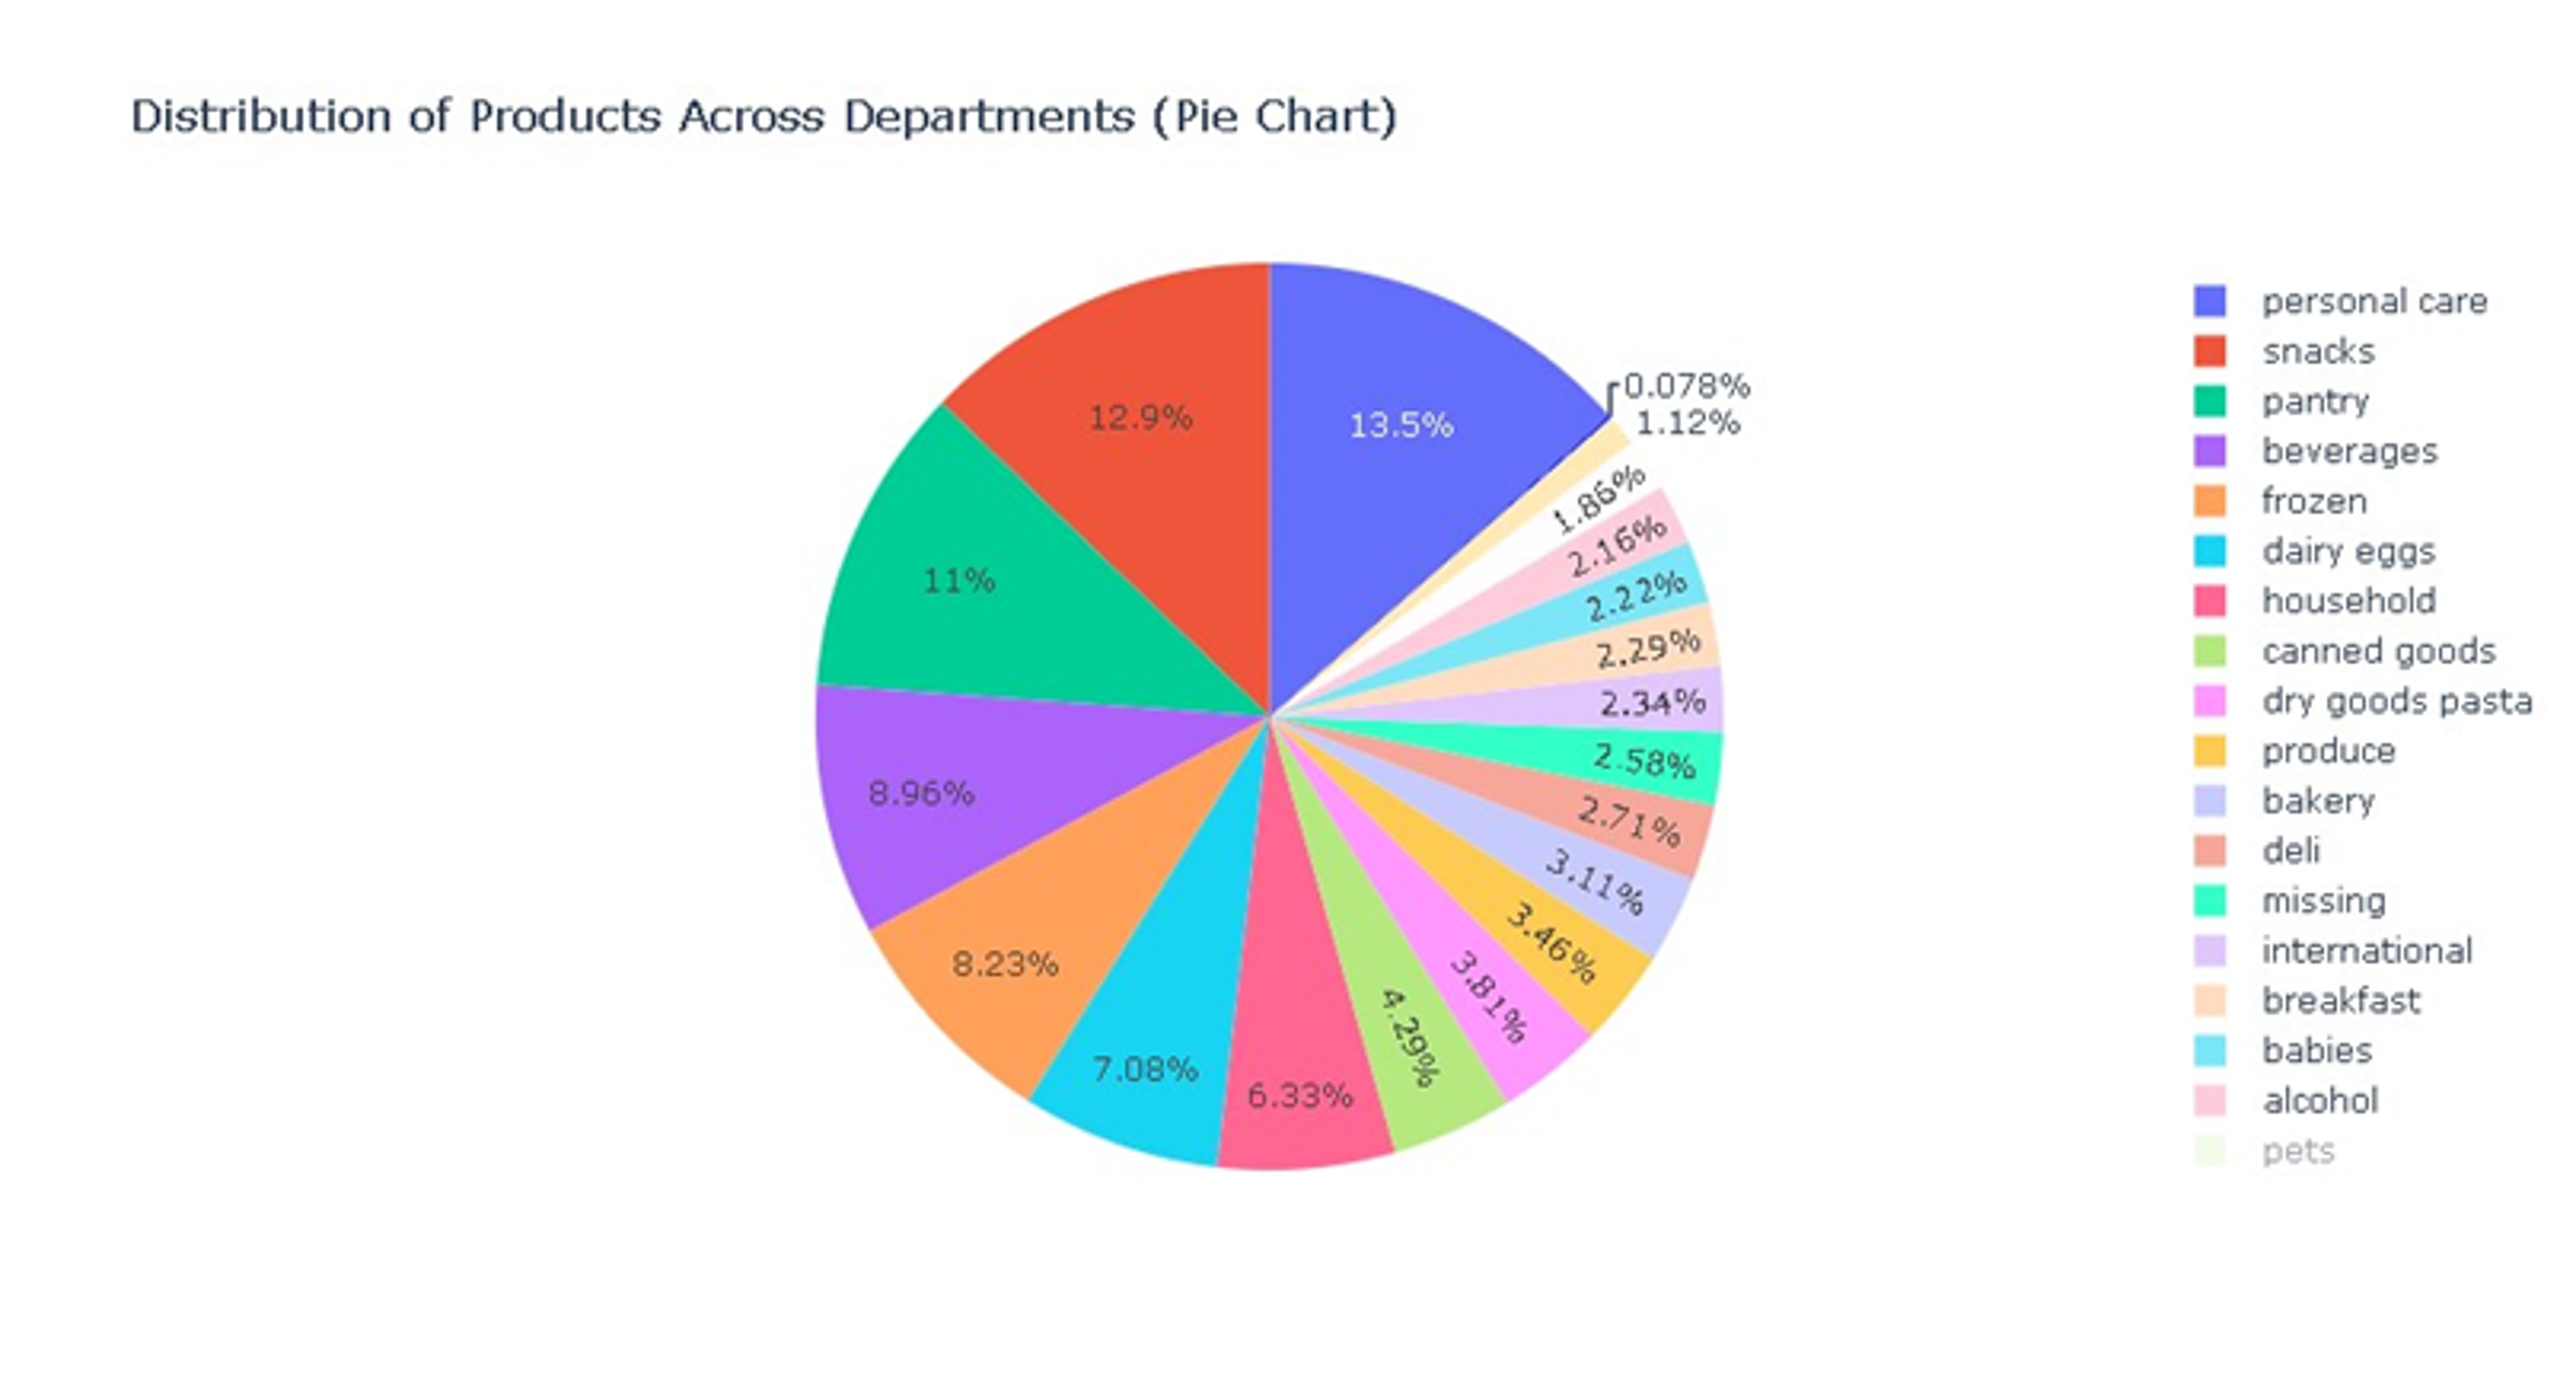 Distribution of Products Across Departments (Pie Chart)
12.9%
13.5%
0.078%
1.12%
1.86%
2.16%
11%
2.22%
2.29%
2.34%
2.58%
8.96%
2.71%
3.11%
3.46%
8.23%
3.81%
4.29%
7.08%
6.33%
personal care
snacks
pantry
beverages
frozen
dairy eggs
household
canned goods
dry goods pasta
produce
bakery
deli
missing
international
breakfast
babies
alcohol
pets